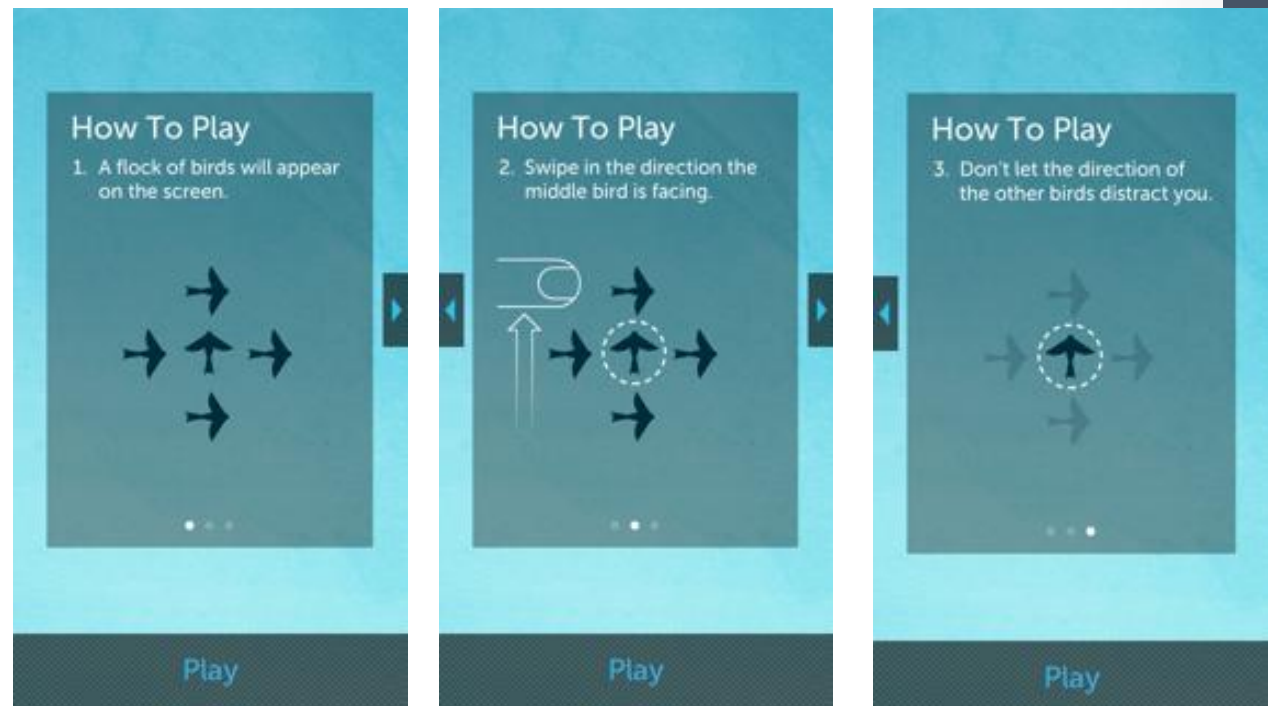 How To Play
1. A flock of birds will appear
on the screen.
Play
How To Play
2. Swipe in the direction the
middle bird is facing.
Play
How To Play
3. Don't let the direction of
the other birds distract you.
Play